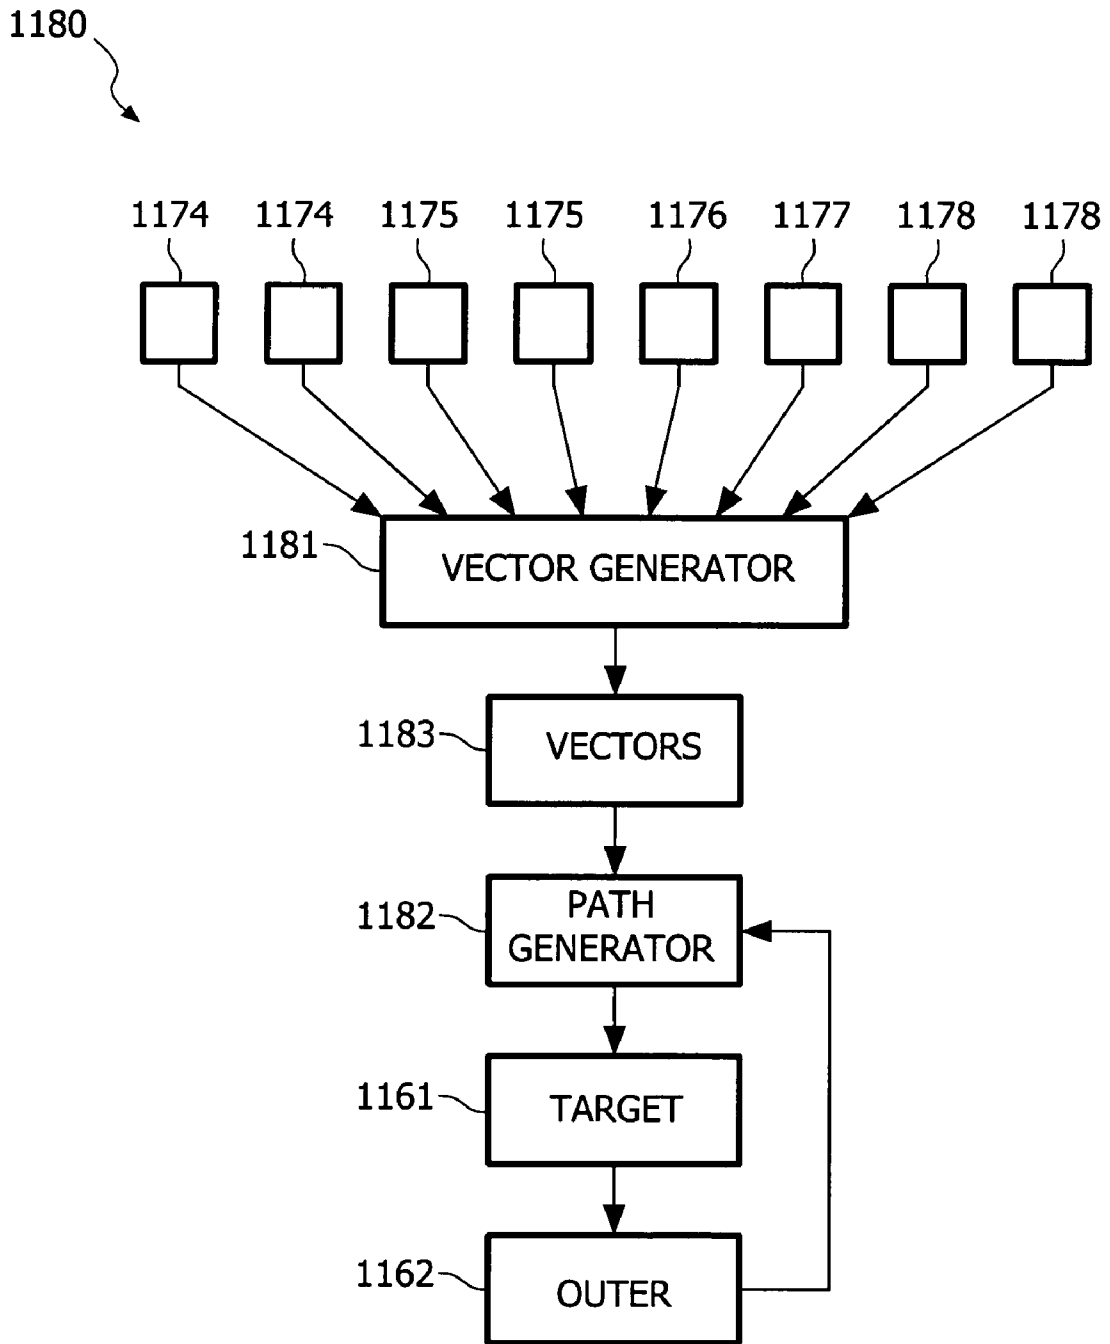 1180
1174 1174 1175 1175 1176 1177 1178 1178
1181 VECTOR GENERATOR
1183 VECTORS
1182 PATH
GENERATOR
1161 TARGET
1162 OUTER